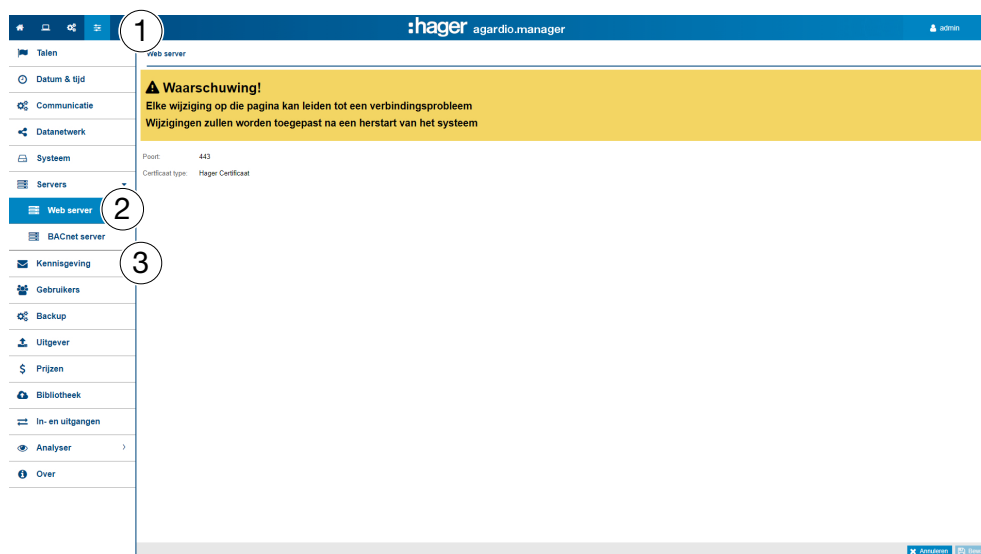 :hager agardio.manager
admin
1
Talen
Datum & tijd
Communicatie
Datanetwerk
Systeem
Servers
Web server
2
BACnet server
Kennisgeving
3
Gebruikers
Backup
Uitgever
Prijzen
Bibliotheek
In- en uitgangen
Analyser
Over
Web server
Waarschuwing!
Elke wijziging op die pagina kan leiden tot een verbindingsprobleem
Wijzigingen zullen worden toegepast na een herstart van het systeem
Poort: 443
Certficaat type: Hager Certificaat
Annuleren